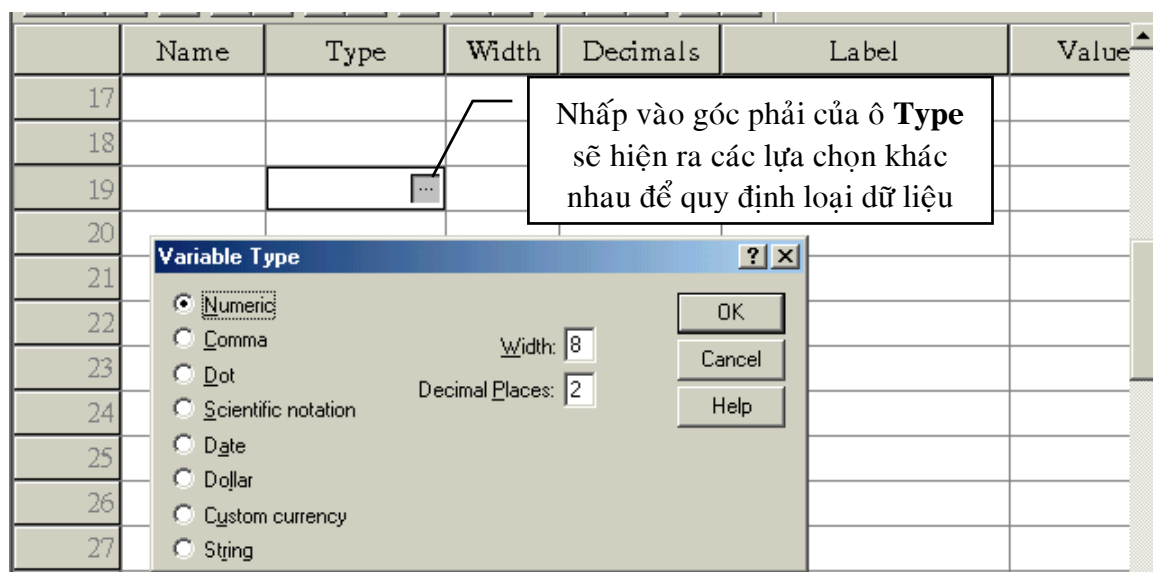 Name Type Width Decimals Label Value
17
Nhấp vào góc phải của ô Type
sẽ hiện ra các lựa chọn khác
nhau để quy định loại dữ liệu
18
19 ...
20
Variable Type ? X
21
22
23
24
25
26
27
Numeric
Comma
Dot
Scientific notation
Date
Dollar
Custom currency
String
Width: 8
Decimal Places: 2
OK
Cancel
Help